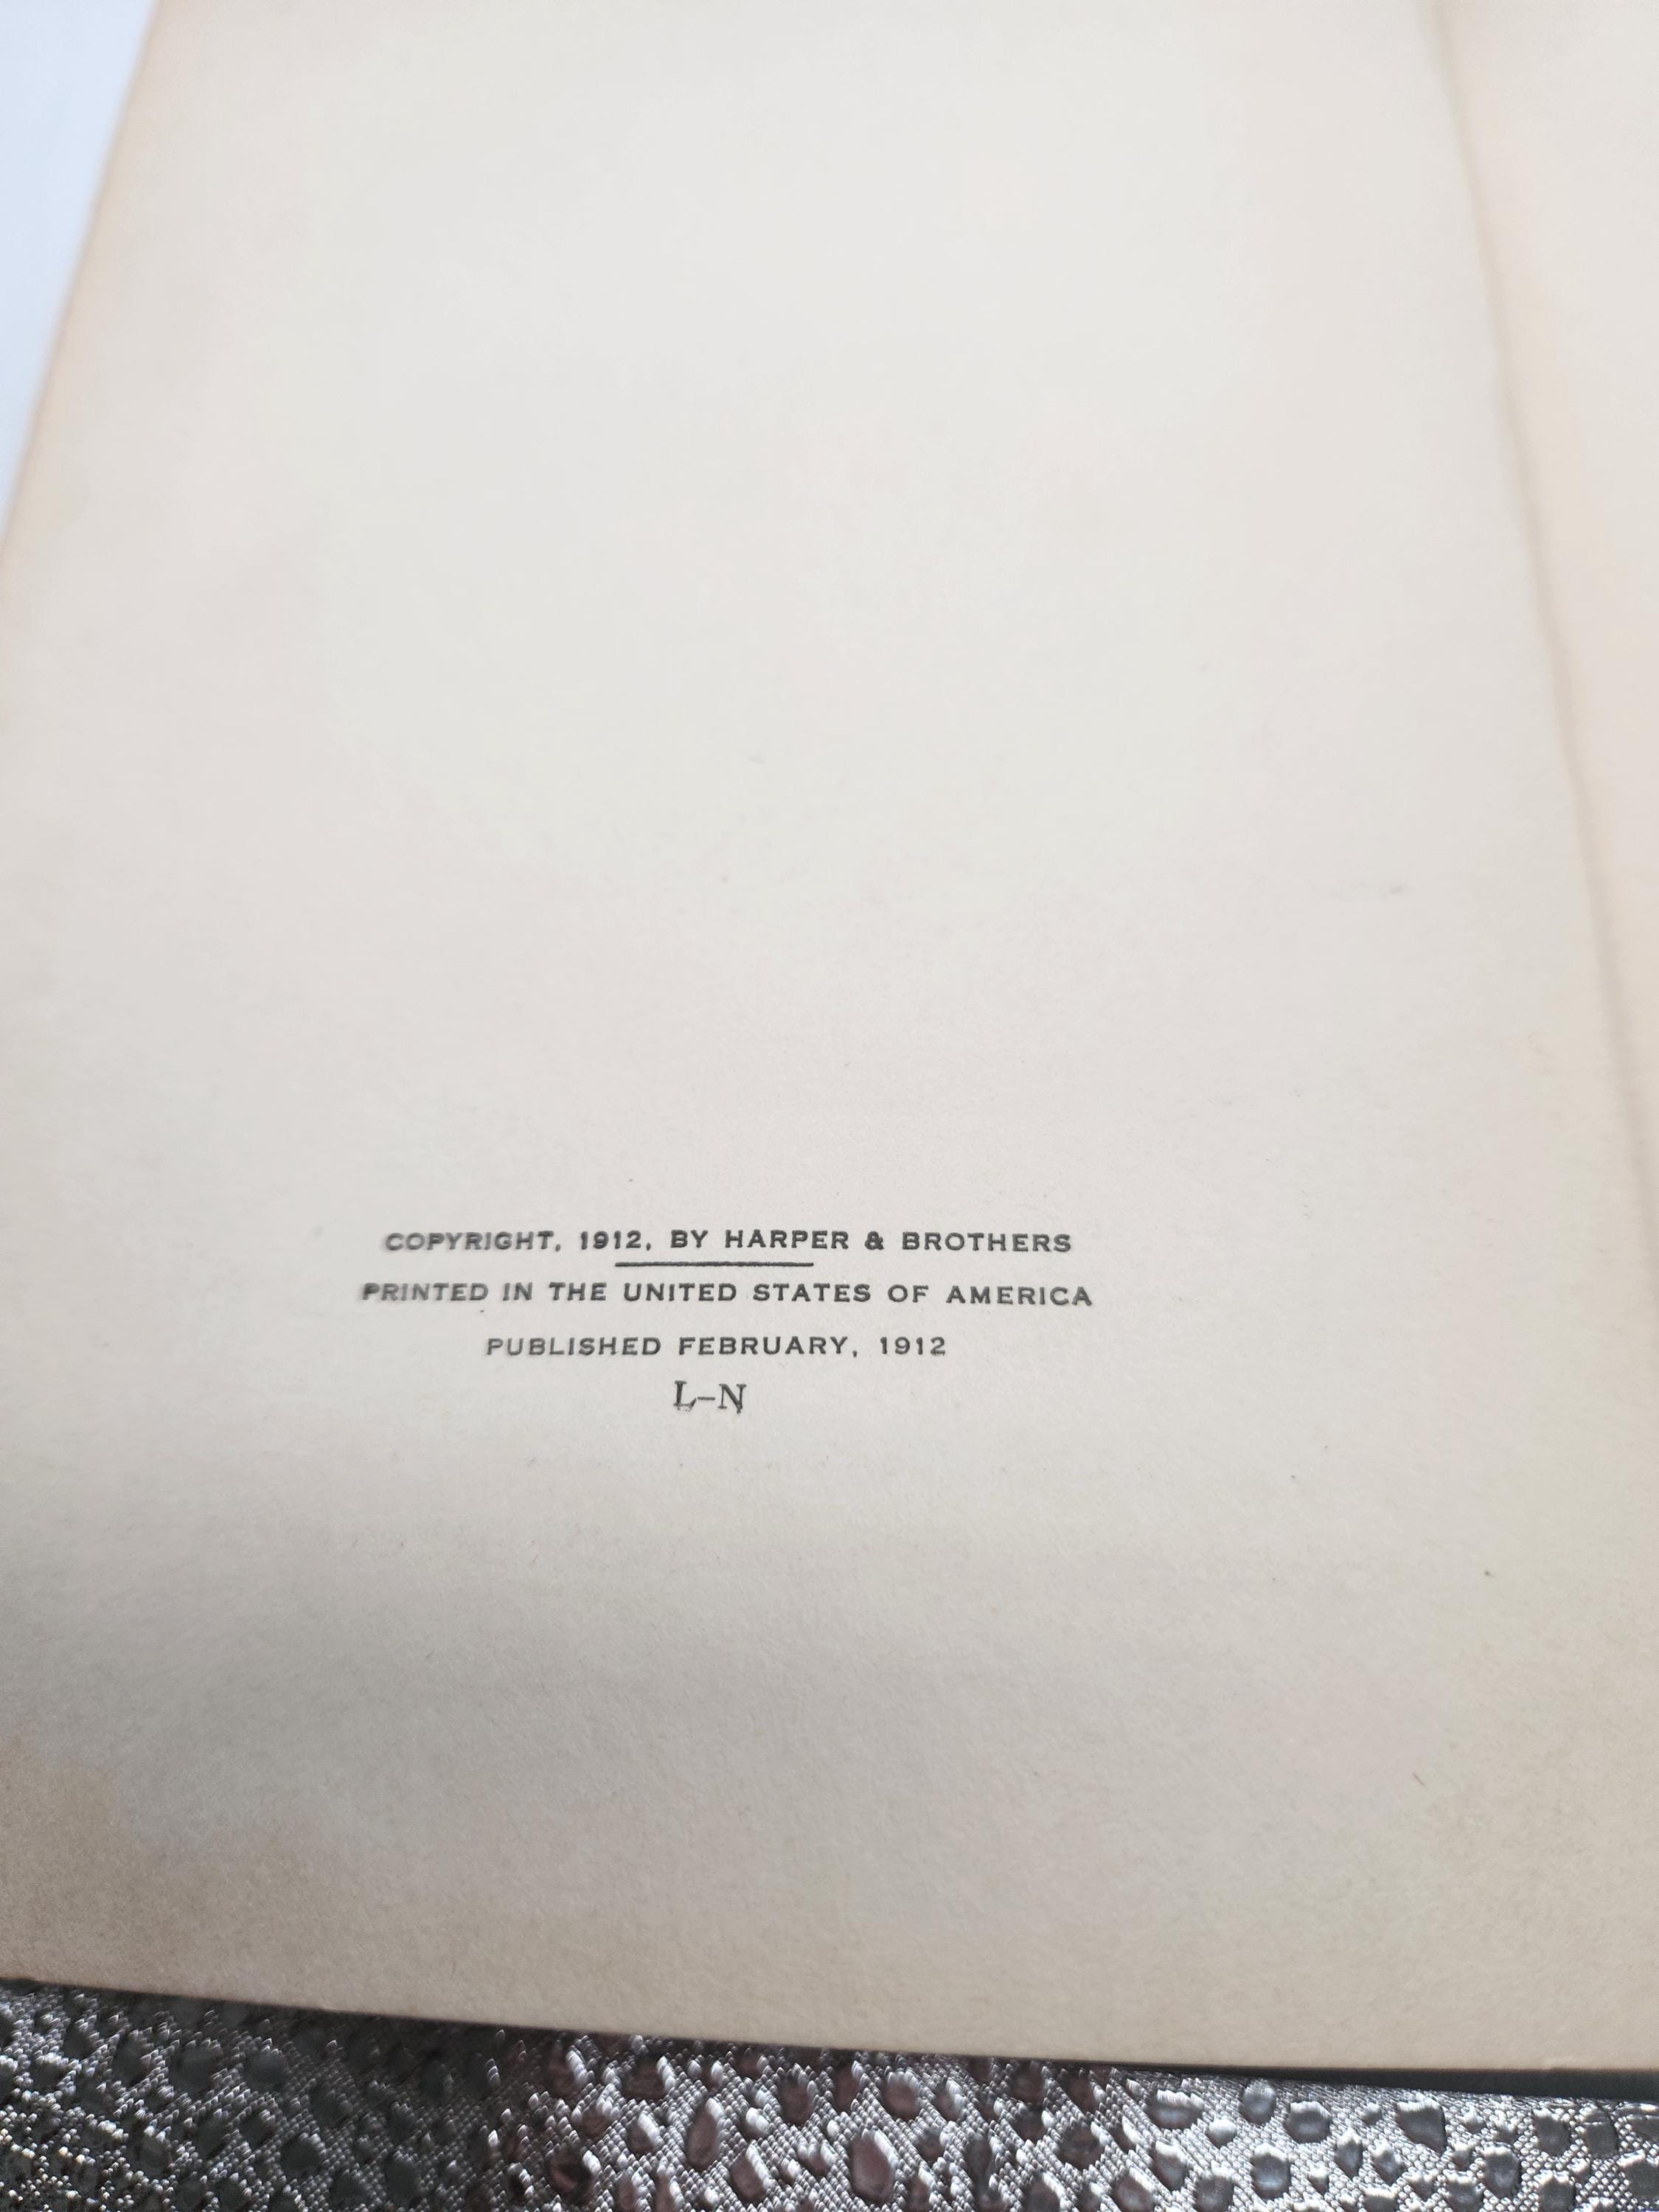 COPYRIGHT, 1912, BY HARPER & BROTHERS
PRINTED IN THE UNITED STATES OF AMERICA
PUBLISHED FEBRUARY, 1912
L–N